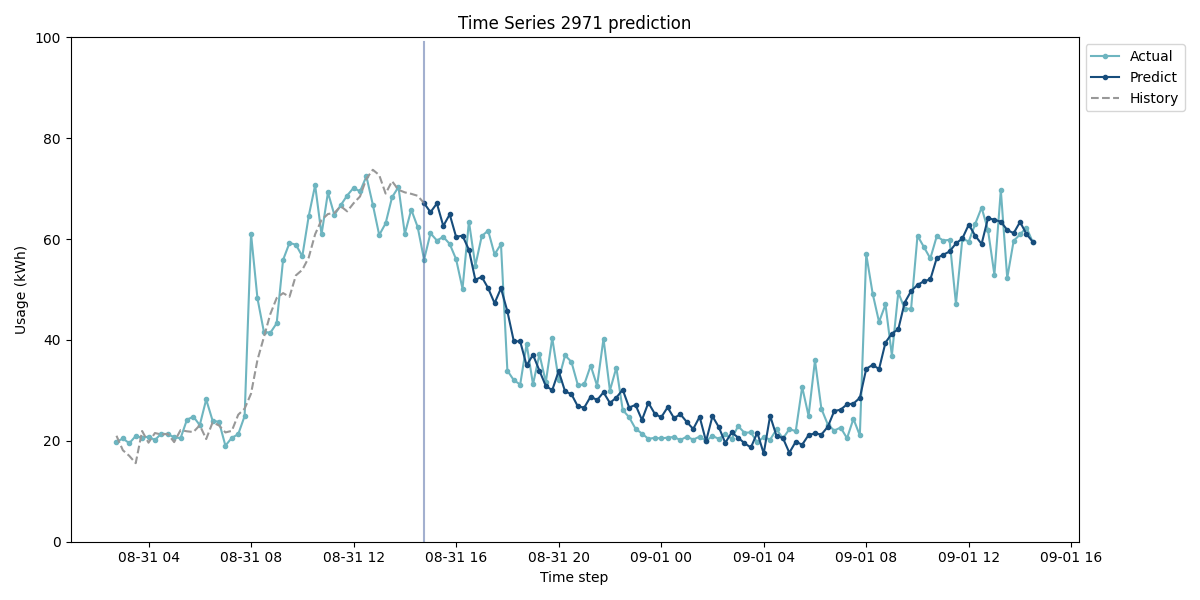 Time Series 2971 prediction
Actual
Predict
History
Usage (kWh)
100
80
60
40
20
0
08-31 04
08-31 08
08-31 12
08-31 16
08-31 20
09-01 00
09-01 04
09-01 08
09-01 12
09-01 16
Time step